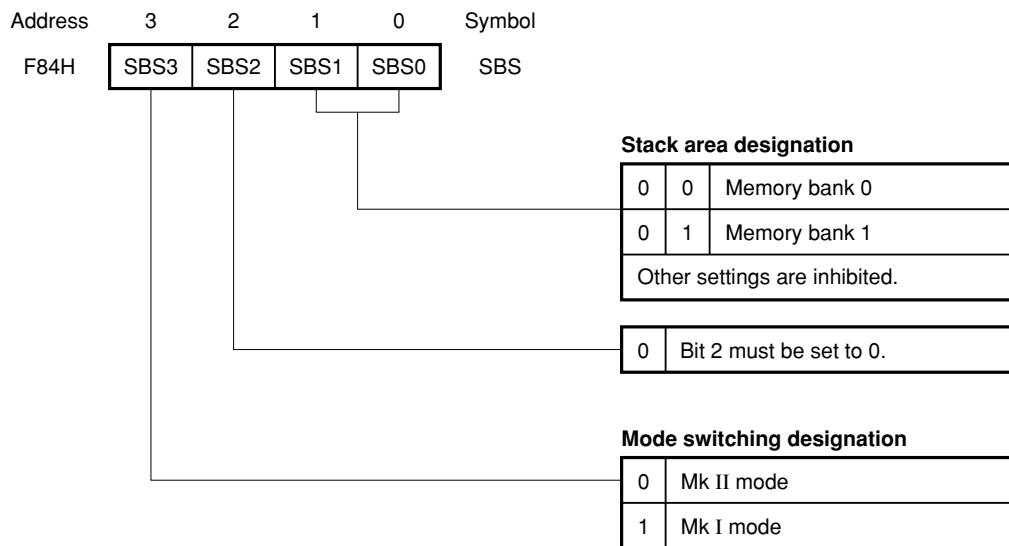 Address 3 2 1 0 Symbol
F84H SBS3 SBS2 SBS1 SBS0 SBS
Stack area designation
0 0 Memory bank 0
0 1 Memory bank 1
Other settings are inhibited.
0 Bit 2 must be set to 0.
Mode switching designation
0 Mk II mode
1 Mk I mode